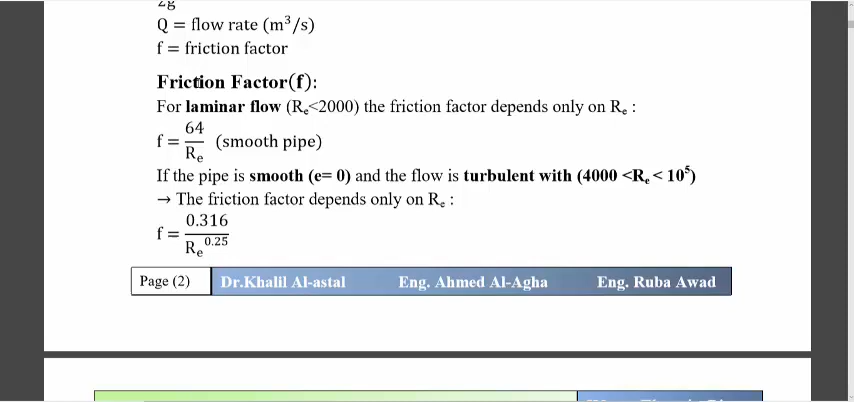 2g
Q = flow rate (m³/s)
f = friction factor
Friction Factor(f):
For laminar flow (Rₑ<2000) the friction factor depends only on Rₑ :
f = 64/Rₑ (smooth pipe)
If the pipe is smooth (e= 0) and the flow is turbulent with (4000 <Rₑ < 10⁵)
→ The friction factor depends only on Rₑ :
f = 0.316/Rₑ^0.25
Page (2) Dr.Khalil Al-astal Eng. Ahmed Al-Agha Eng. Ruba Awad